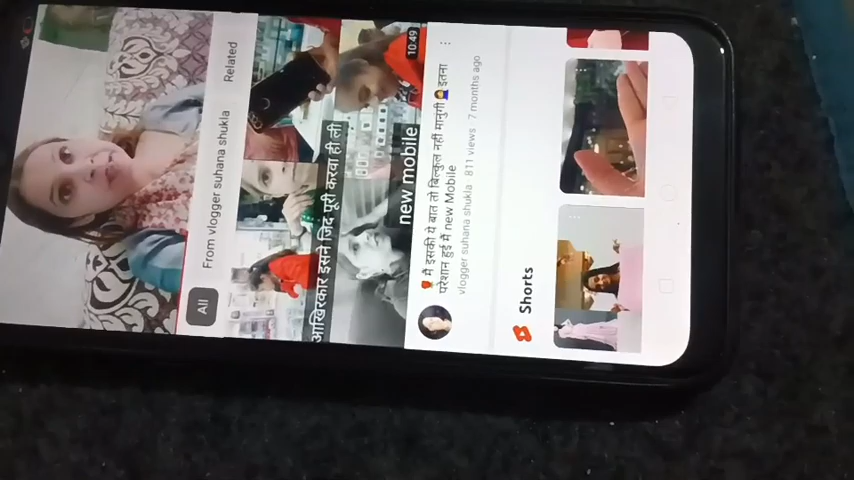 All
From vlogger suhana shukla
Related
आखिरकार इसने जिद पूरी करवा ही ली
new mobile
10:49
🌹 मैं इसकी ये बात तो बिल्कुल नहीं मानुगी 🙅‍♀️ इतना
परेशान हुई मैं new Mobile
vlogger suhana shukla 811 views · 7 months ago
Shorts